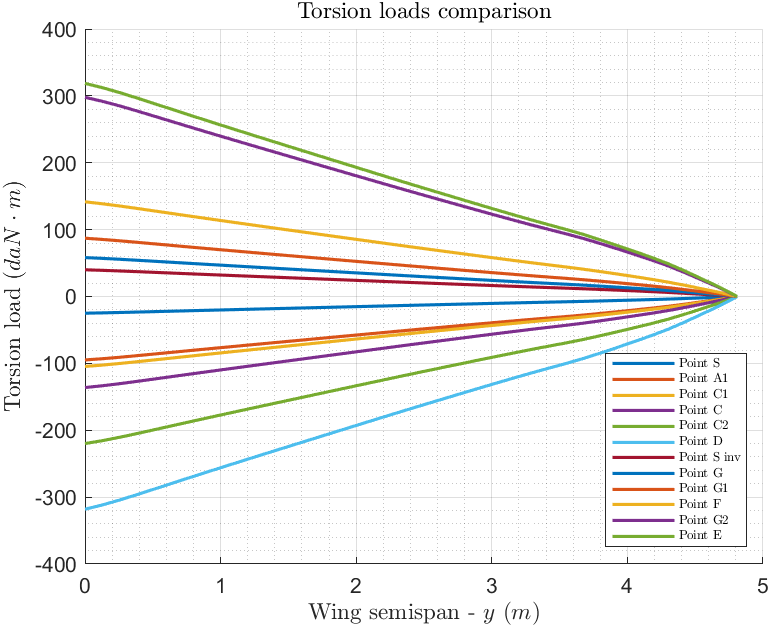 Torsion loads comparison
Torsion load (daN · m)
400
300
200
100
0
-100
-200
-300
-400
Point S
Point A1
Point C1
Point C
Point C2
Point D
Point S inv
Point G
Point G1
Point F
Point G2
Point E
0 1 2 3 4 5
Wing semispan - y (m)